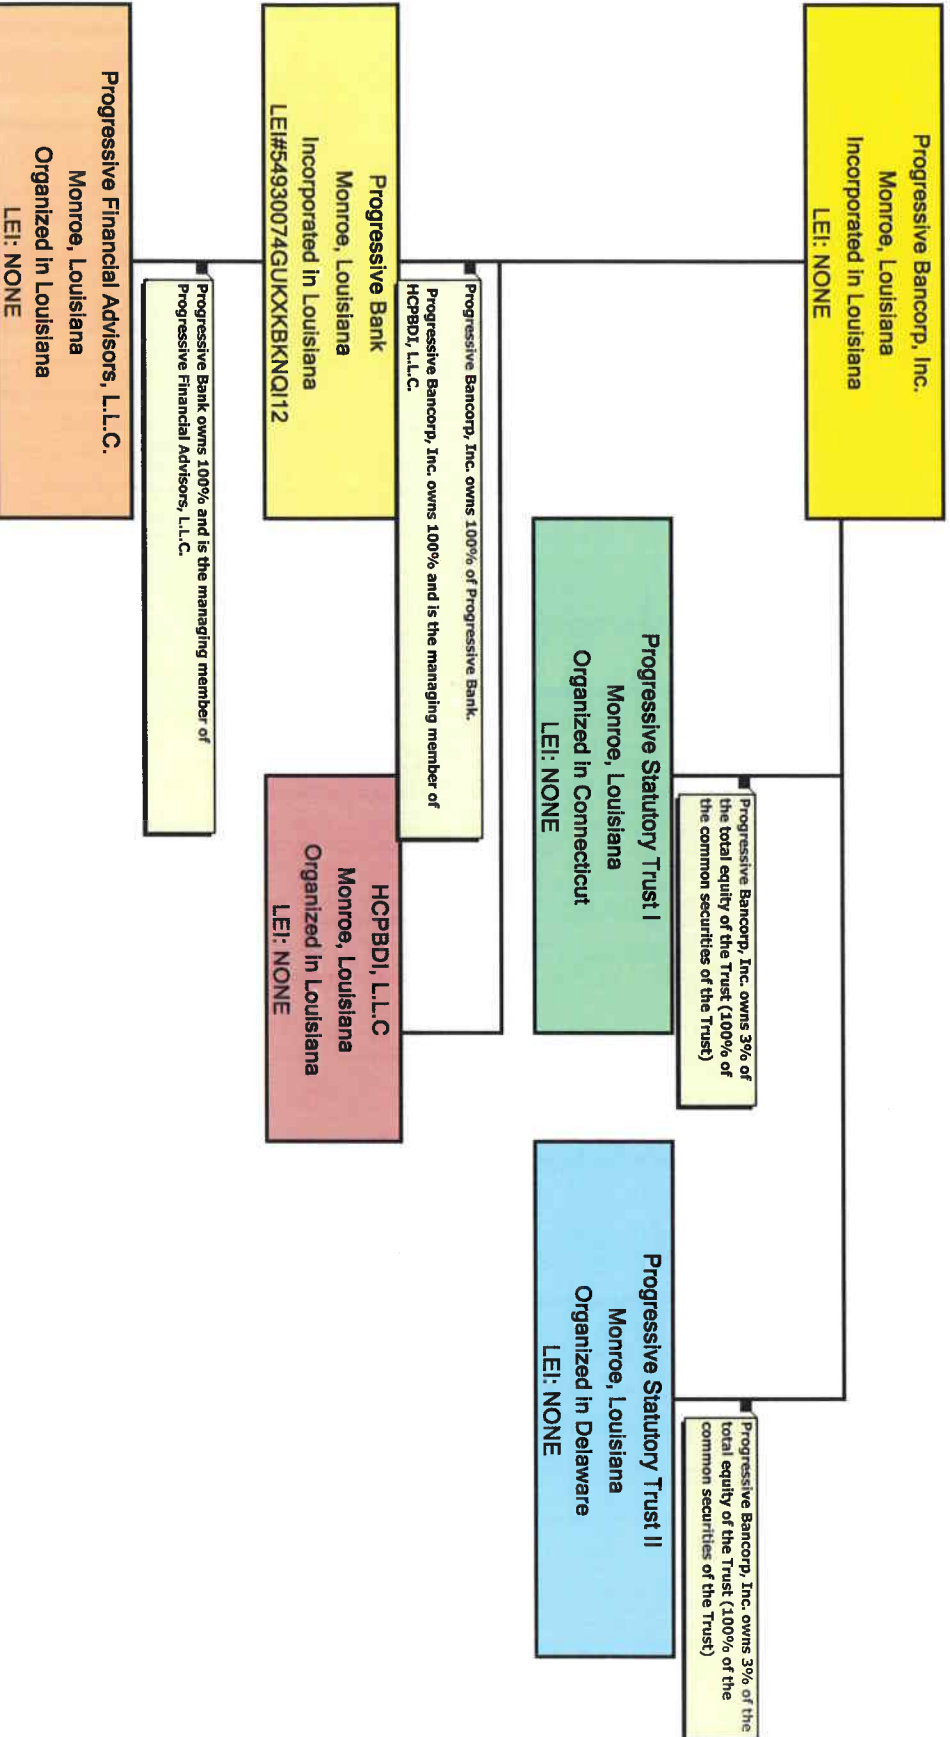 Progressive Bancorp, Inc.
Monroe, Louisiana
Incorporated in Louisiana
LEI: NONE
Progressive Bancorp, Inc. owns 3% of
the total equity of the Trust (100% of
the common securities of the Trust)
Progressive Bancorp, Inc. owns 3% of the
total equity of the Trust (100% of the
common securities of the Trust)
Progressive Statutory Trust I
Monroe, Louisiana
Organized in Connecticut
LEI: NONE
Progressive Statutory Trust II
Monroe, Louisiana
Organized in Delaware
LEI: NONE
Progressive Bancorp, Inc. owns 100% of Progressive Bank.
Progressive Bancorp, Inc. owns 100% and is the managing member of
HCPBDI, L.L.C.
Progressive Bank
Monroe, Louisiana
Incorporated in Louisiana
LEI#54930074GUKXKBKNQI12
HCPBDI, L.L.C
Monroe, Louisiana
Organized in Louisiana
LEI: NONE
Progressive Bank owns 100% and is the managing member of
Progressive Financial Advisors, L.L.C.
Progressive Financial Advisors, L.L.C.
Monroe, Louisiana
Organized in Louisiana
LEI: NONE